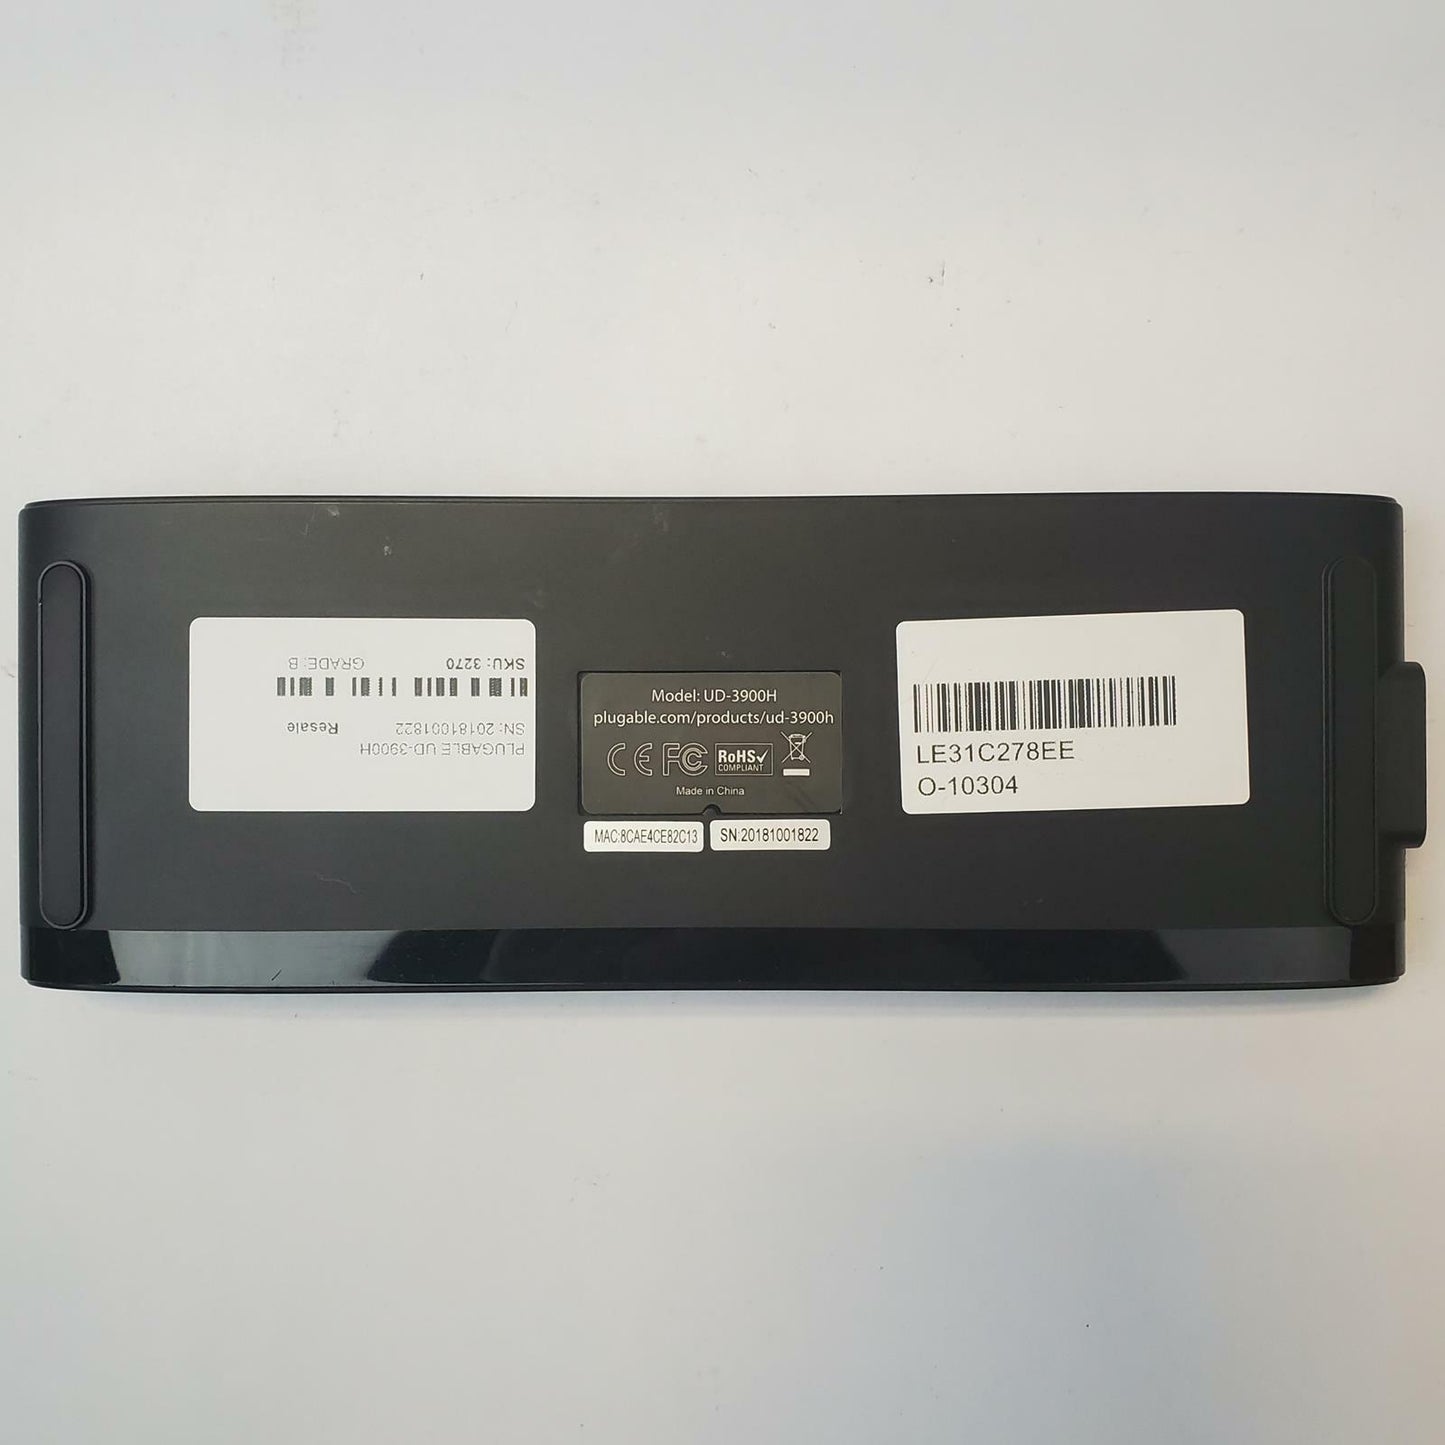 PLUGABLE UD-3900H
SN: 20181001822 Resale
SKU: 3270 GRADE: B
Model: UD-3900H
plugable.com/products/ud-3900h
CE FC RoHS✓ COMPLIANT
Made in China
MAC:8CAE4CE82C13 SN:20181001822
LE31C278EE
O-10304